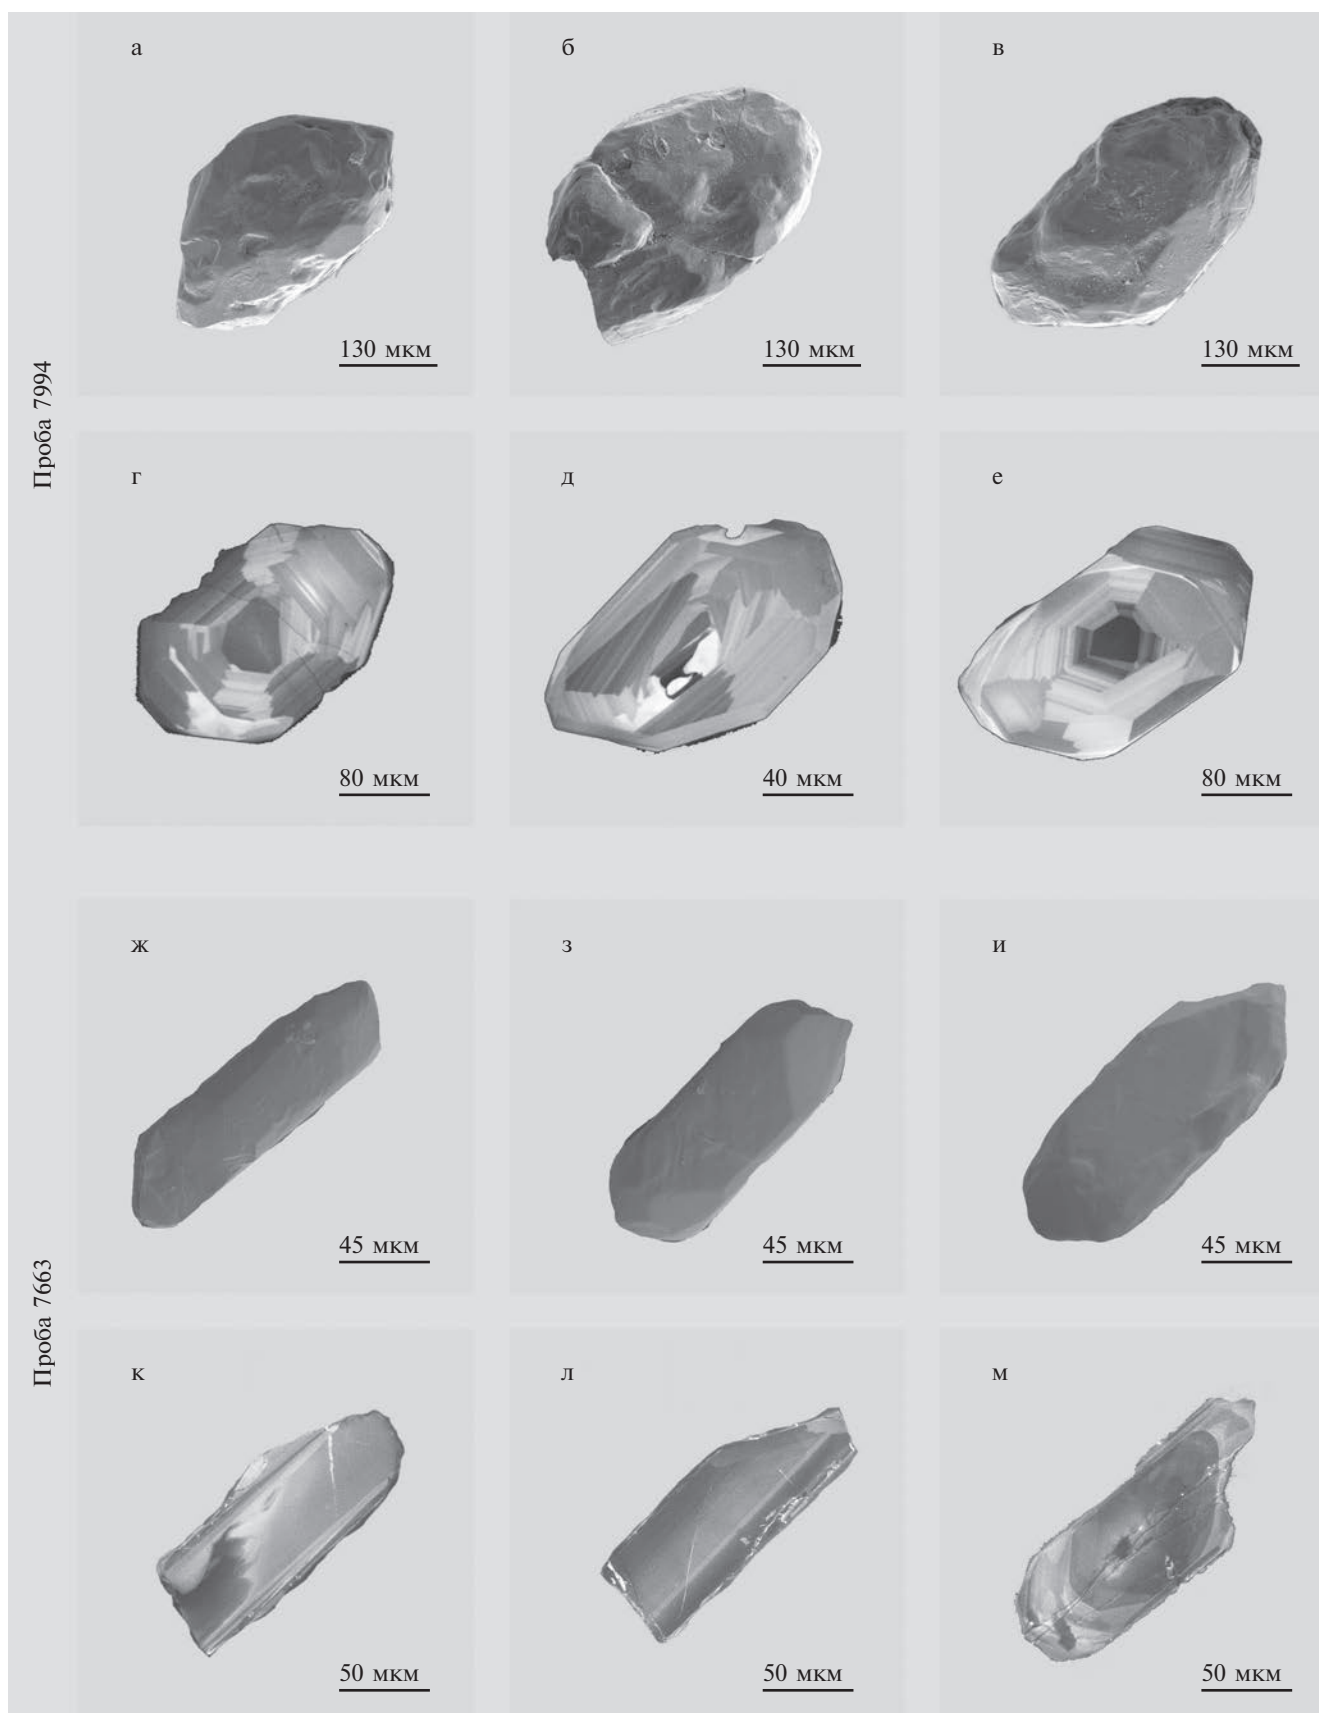 а
б
в
130 мкм
130 мкм
130 мкм
Проба 7994
г
д
е
80 мкм
40 мкм
80 мкм
ж
з
и
45 мкм
45 мкм
45 мкм
Проба 7663
к
л
м
50 мкм
50 мкм
50 мкм